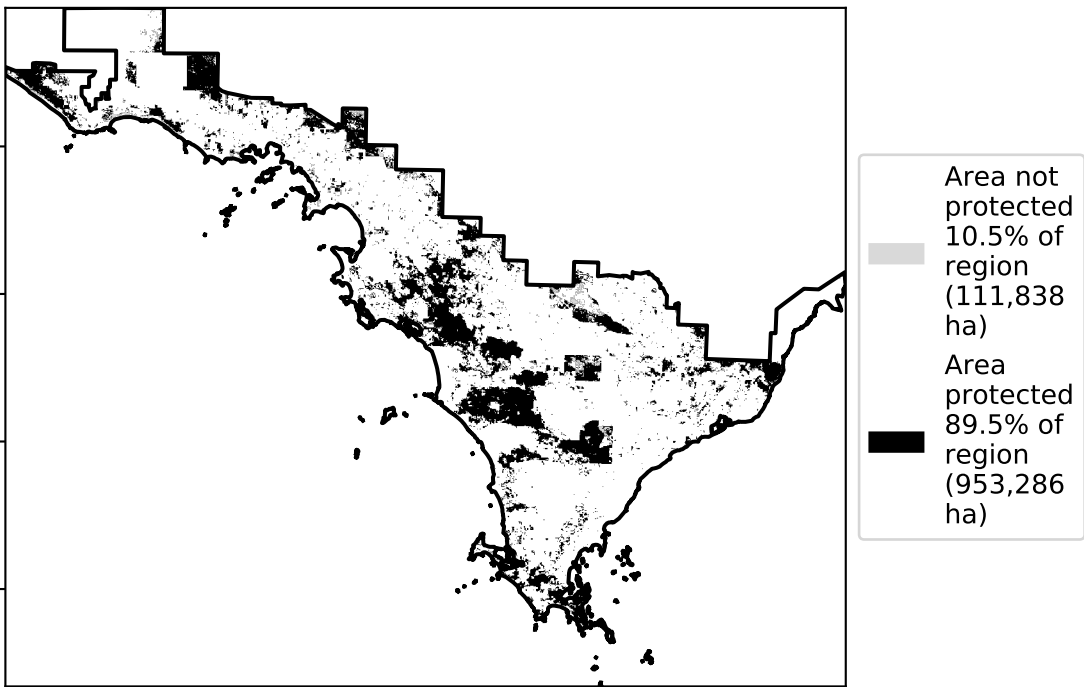 Area not
protected
10.5% of
region
(111,838
ha)
Area
protected
89.5% of
region
(953,286
ha)